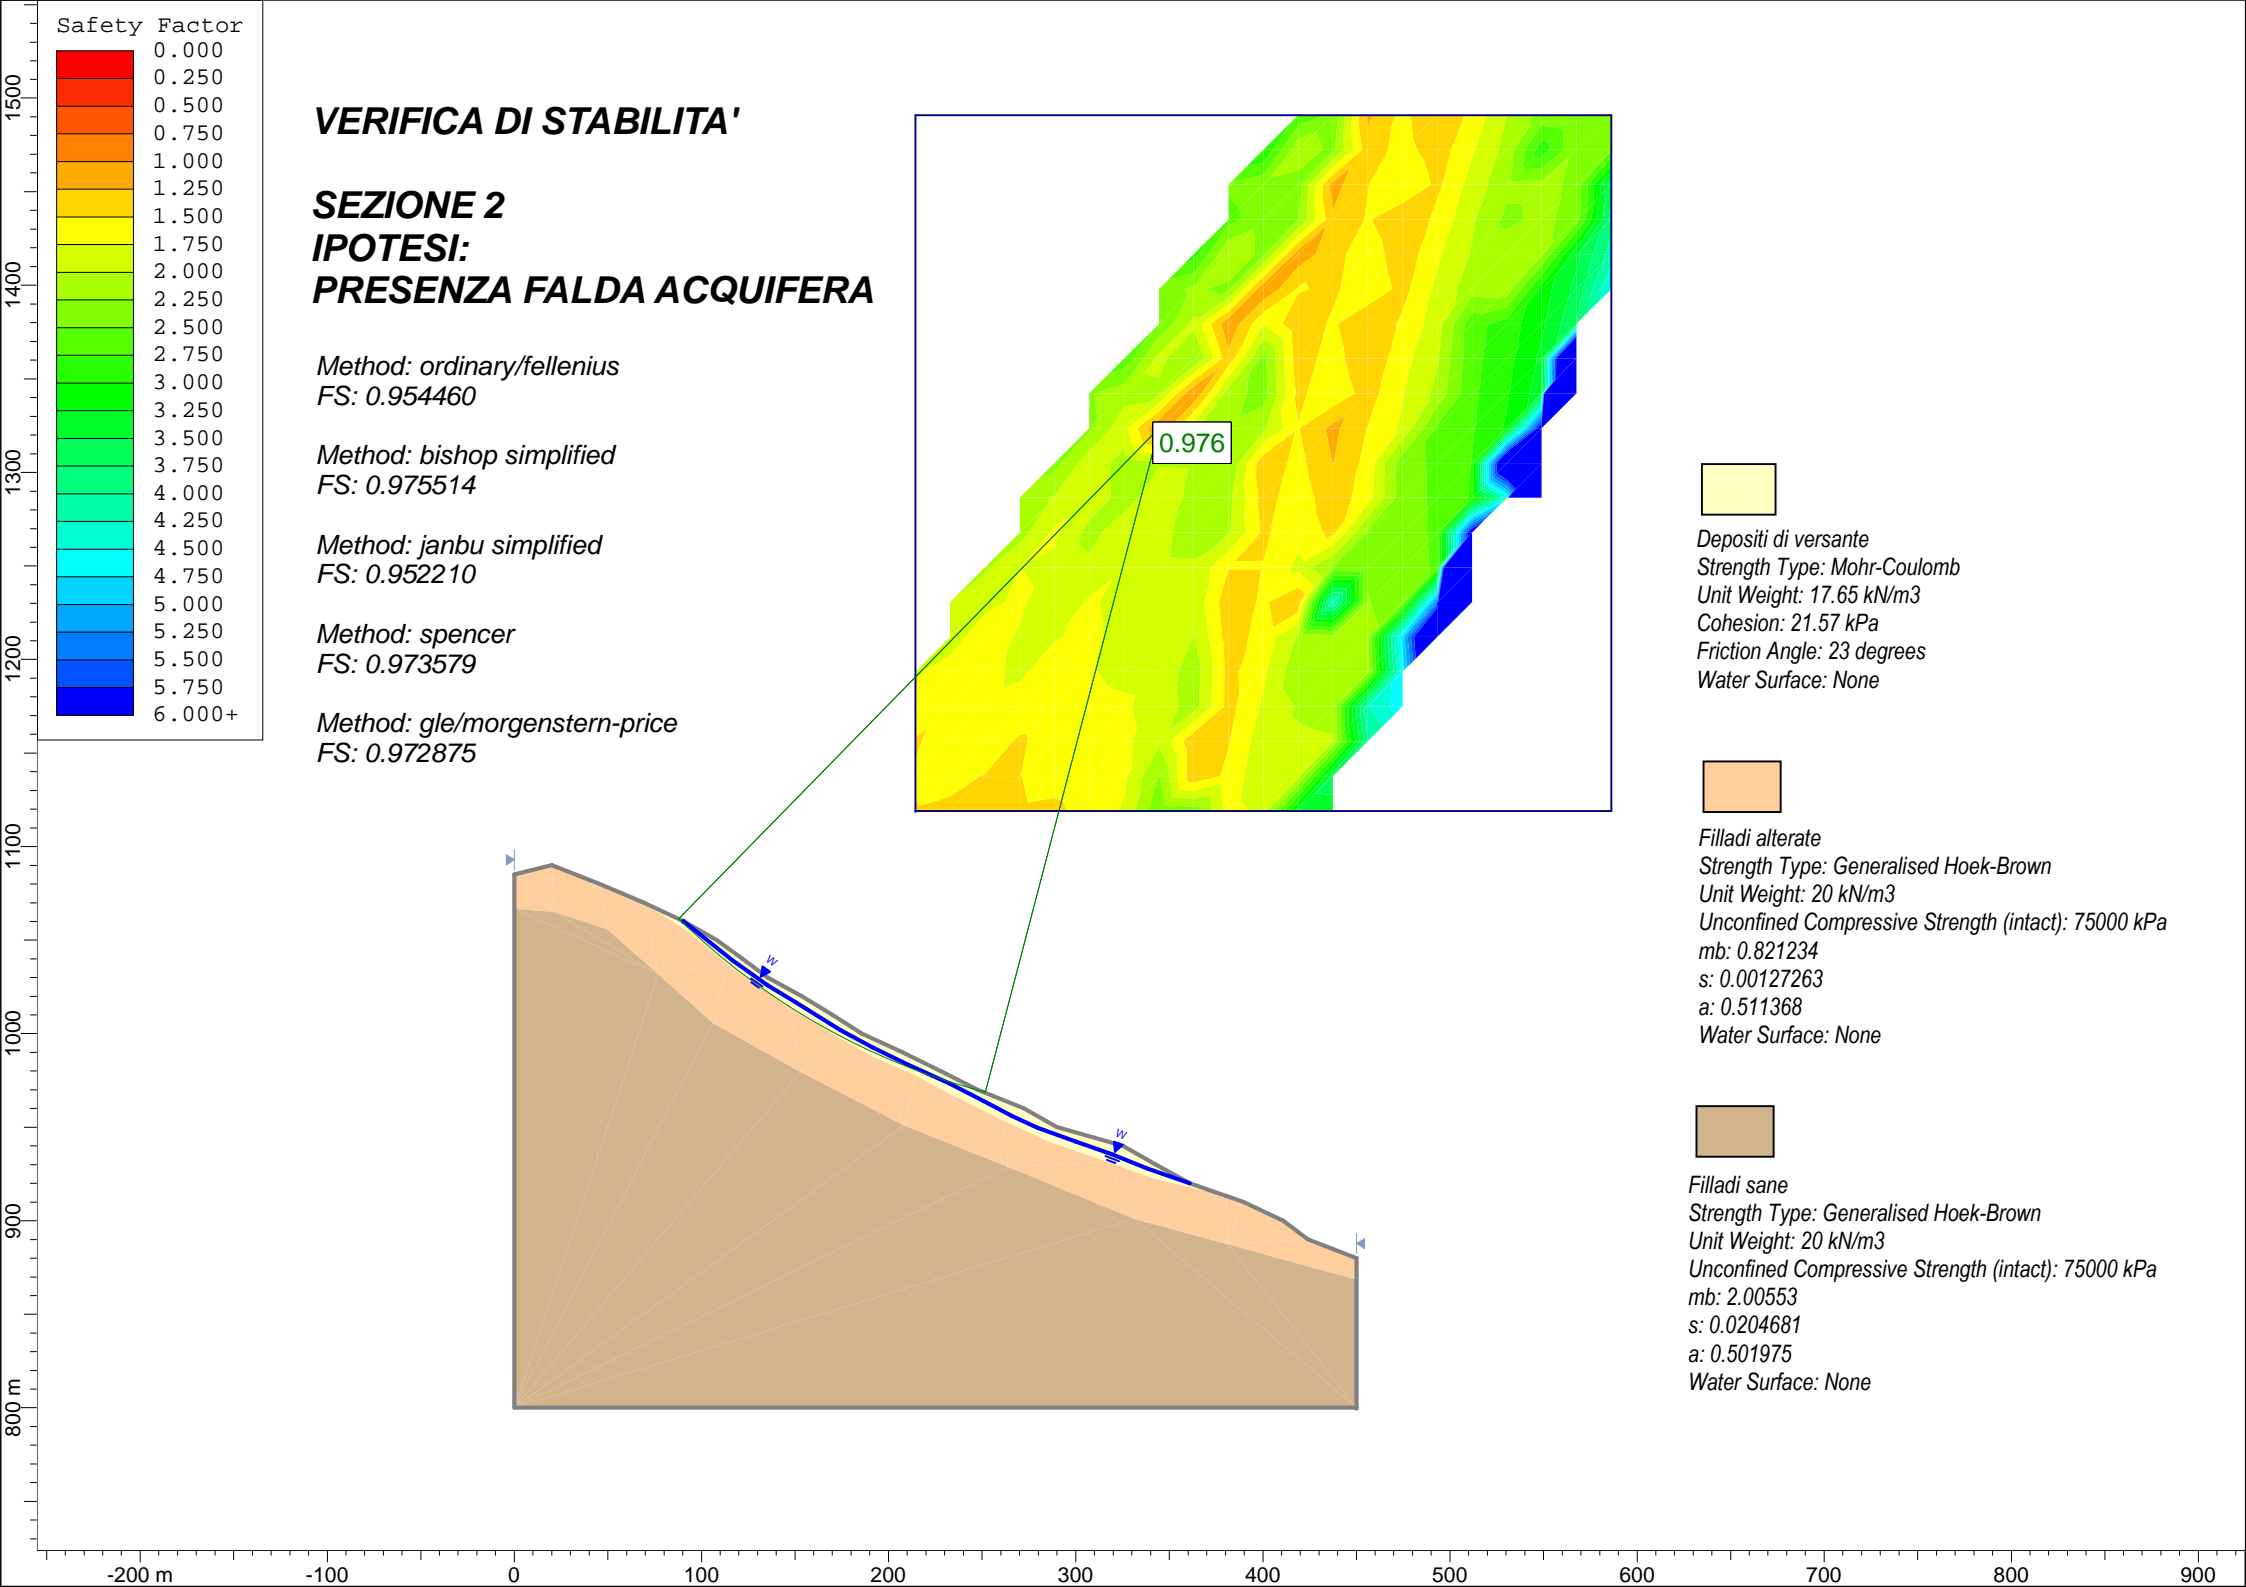 Safety Factor
0.000
0.250
0.500
0.750
1.000
1.250
1.500
1.750
2.000
2.250
2.500
2.750
3.000
3.250
3.500
3.750
4.000
4.250
4.500
4.750
5.000
5.250
5.500
5.750
6.000+
VERIFICA DI STABILITA'
SEZIONE 2
IPOTESI:
PRESENZA FALDA ACQUIFERA
Method: ordinary/fellenius
FS: 0.954460
Method: bishop simplified
FS: 0.975514
Method: janbu simplified
FS: 0.952210
Method: spencer
FS: 0.973579
Method: gle/morgenstern-price
FS: 0.972875
0.976
W
W
Depositi di versante
Strength Type: Mohr-Coulomb
Unit Weight: 17.65 kN/m3
Cohesion: 21.57 kPa
Friction Angle: 23 degrees
Water Surface: None
Filladi alterate
Strength Type: Generalised Hoek-Brown
Unit Weight: 20 kN/m3
Unconfined Compressive Strength (intact): 75000 kPa
mb: 0.821234
s: 0.00127263
a: 0.511368
Water Surface: None
Filladi sane
Strength Type: Generalised Hoek-Brown
Unit Weight: 20 kN/m3
Unconfined Compressive Strength (intact): 75000 kPa
mb: 2.00553
s: 0.0204681
a: 0.501975
Water Surface: None
1500
1400
1300
1200
1100
1000
900
800 m
-200 m
-100
0
100
200
300
400
500
600
700
800
900